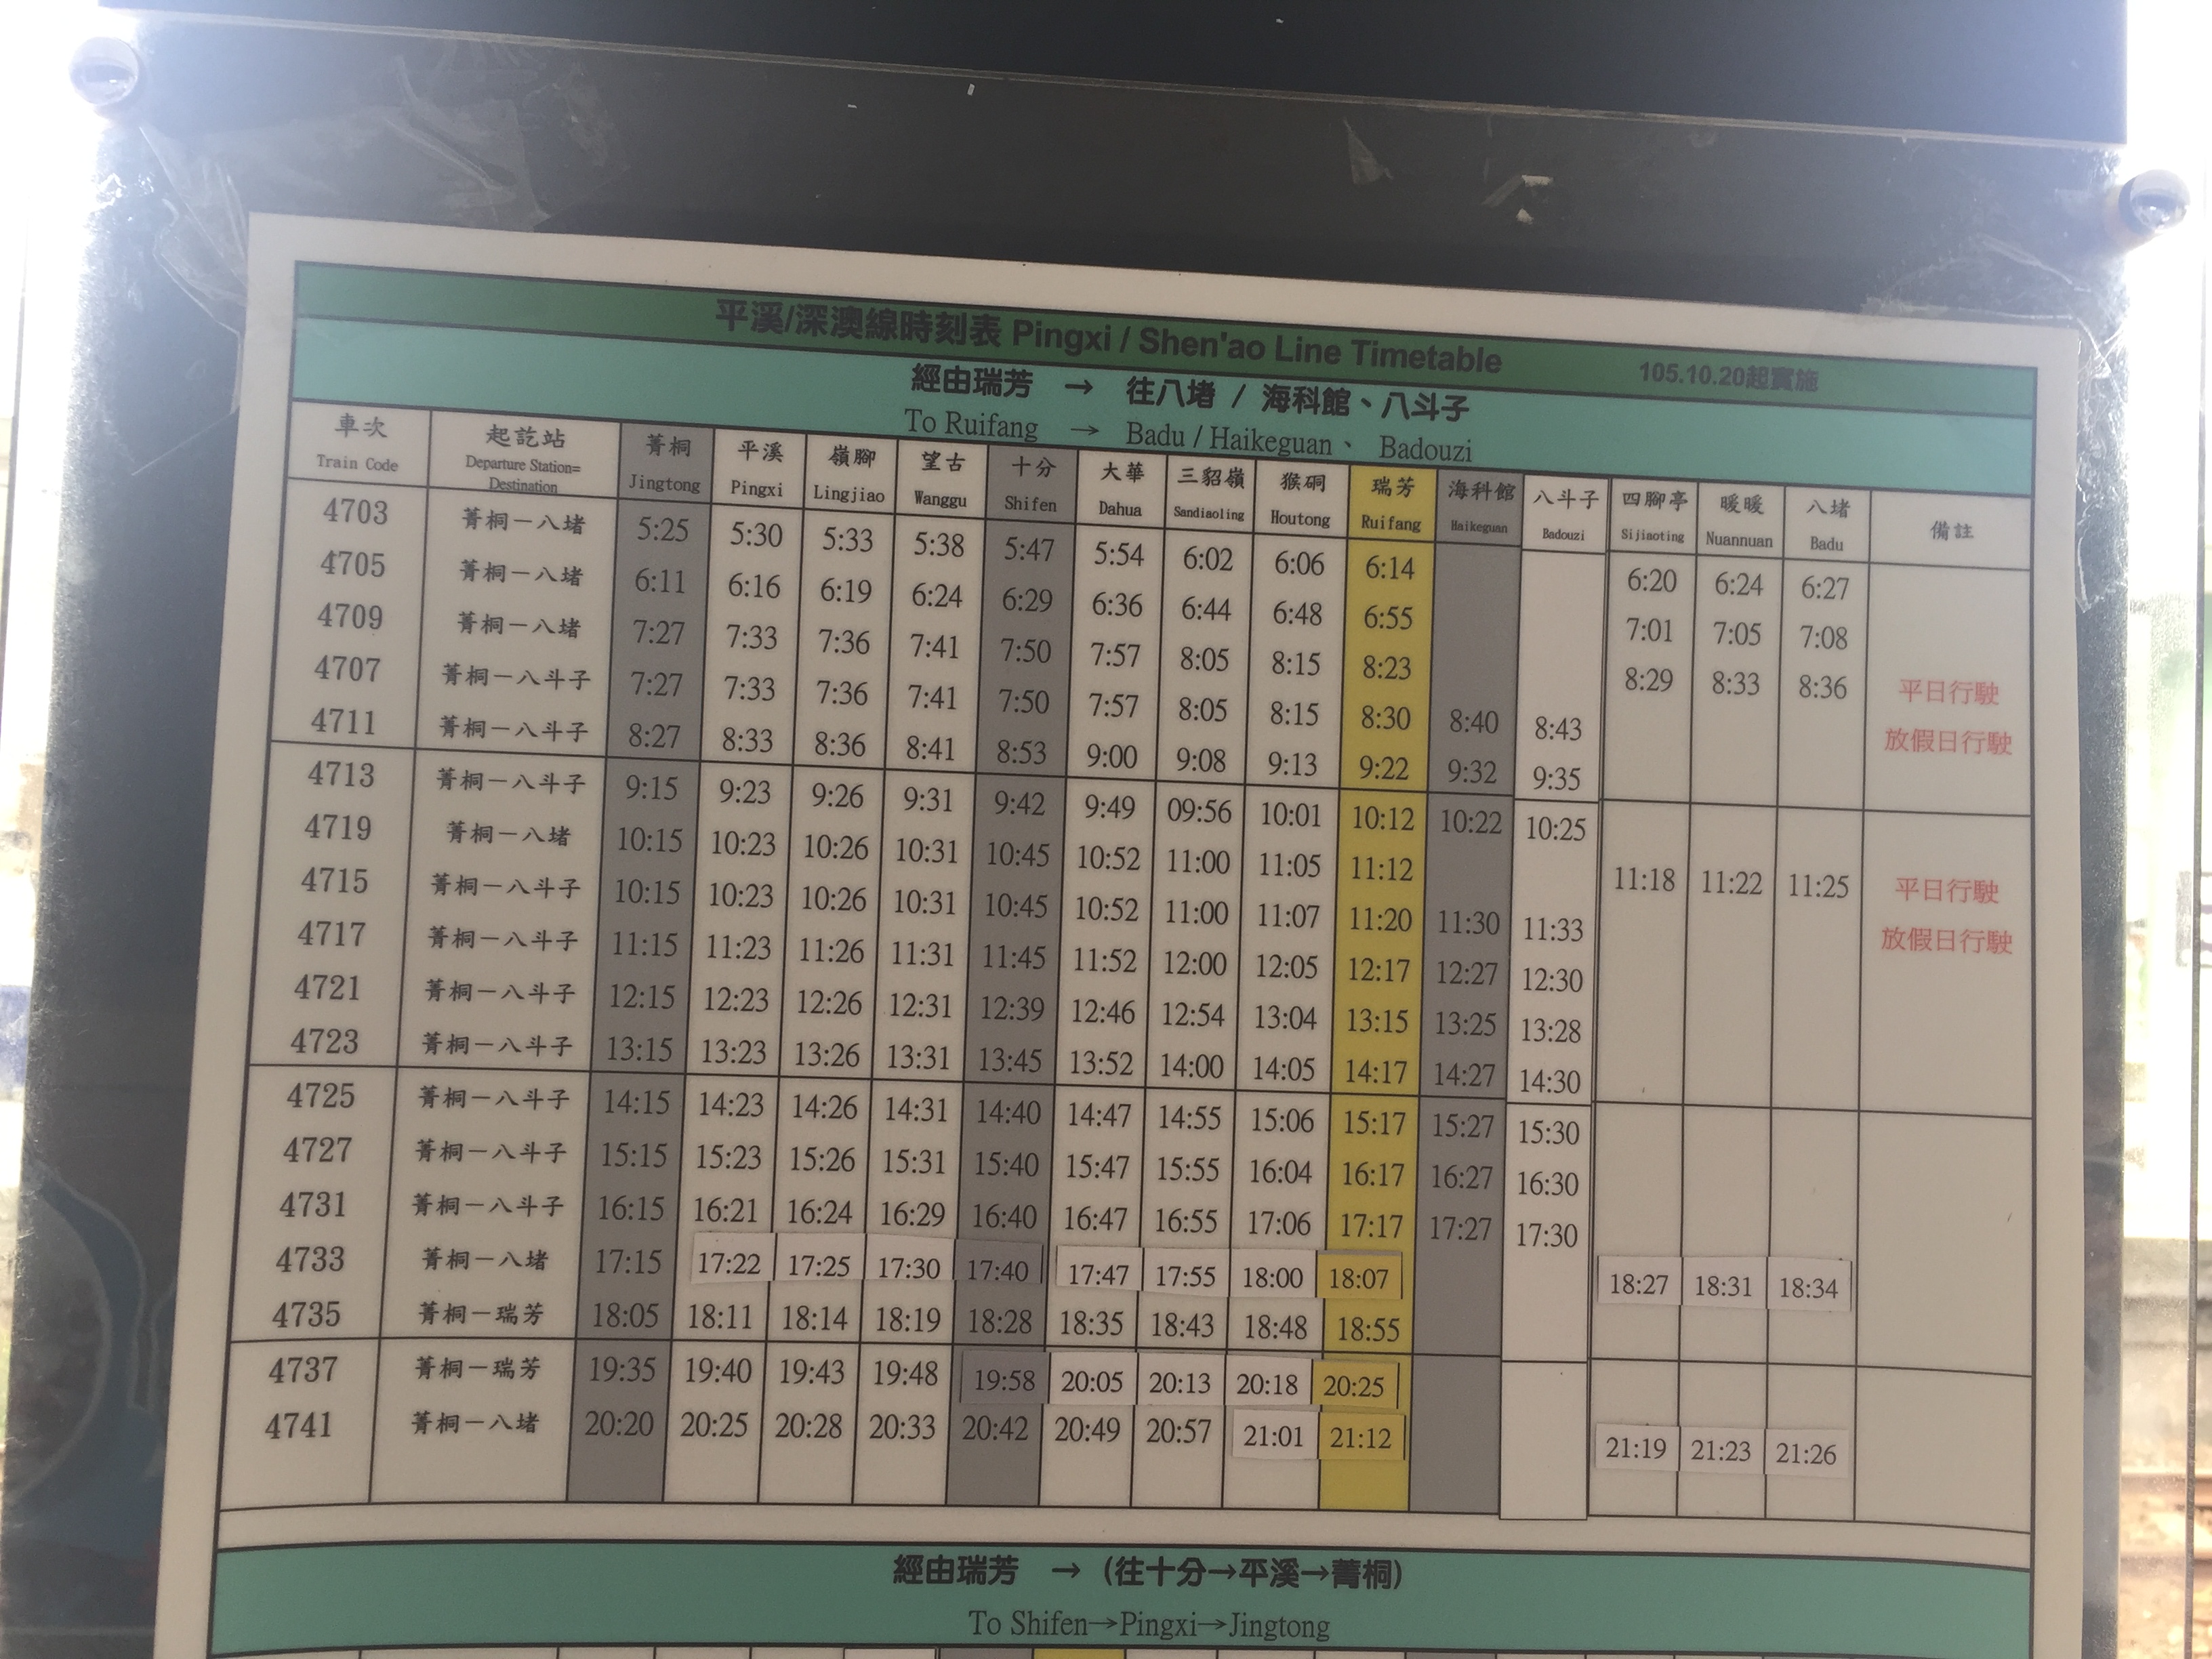 平溪/深澳線時刻表 Pingxi / Shen'ao Line Timetable 105.10.20起實施
經由瑞芳 → 往八堵 / 海科館、八斗子
To Ruifang → Badu / Haikeguan、 Badouzi
車次 起訖站 菁桐 平溪 嶺腳 望古 十分 大華 三貂嶺 猴硐 瑞芳 海科館 八斗子 四腳亭 暖暖 八堵 備註
Train Code Departure Station= Destination Jingtong Pingxi Lingjiao Wanggu Shifen Dahua Sandiaoling Houtong Ruifang Haikeguan Badouzi Sijiaoting Nuannuan Badu
4703 菁桐－八堵 5:25 5:30 5:33 5:38 5:47 5:54 6:02 6:06 6:14 6:20 6:24 6:27
4705 菁桐－八堵 6:11 6:16 6:19 6:24 6:29 6:36 6:44 6:48 6:55 7:01 7:05 7:08
4709 菁桐－八堵 7:27 7:33 7:36 7:41 7:50 7:57 8:05 8:15 8:23 8:29 8:33 8:36 平日行駛
4707 菁桐－八斗子 7:27 7:33 7:36 7:41 7:50 7:57 8:05 8:15 8:30 8:40 8:43 放假日行駛
4711 菁桐－八斗子 8:27 8:33 8:36 8:41 8:53 9:00 9:08 9:13 9:22 9:32 9:35
4713 菁桐－八斗子 9:15 9:23 9:26 9:31 9:42 9:49 09:56 10:01 10:12 10:22 10:25
4719 菁桐－八堵 10:15 10:23 10:26 10:31 10:45 10:52 11:00 11:05 11:12 11:18 11:22 11:25 平日行駛
4715 菁桐－八斗子 10:15 10:23 10:26 10:31 10:45 10:52 11:00 11:07 11:20 11:30 11:33 放假日行駛
4717 菁桐－八斗子 11:15 11:23 11:26 11:31 11:45 11:52 12:00 12:05 12:17 12:27 12:30
4721 菁桐－八斗子 12:15 12:23 12:26 12:31 12:39 12:46 12:54 13:04 13:15 13:25 13:28
4723 菁桐－八斗子 13:15 13:23 13:26 13:31 13:45 13:52 14:00 14:05 14:17 14:27 14:30
4725 菁桐－八斗子 14:15 14:23 14:26 14:31 14:40 14:47 14:55 15:06 15:17 15:27 15:30
4727 菁桐－八斗子 15:15 15:23 15:26 15:31 15:40 15:47 15:55 16:04 16:17 16:27 16:30
4731 菁桐－八斗子 16:15 16:21 16:24 16:29 16:40 16:47 16:55 17:06 17:17 17:27 17:30
4733 菁桐－八堵 17:15 17:22 17:25 17:30 17:40 17:47 17:55 18:00 18:07 18:27 18:31 18:34
4735 菁桐－瑞芳 18:05 18:11 18:14 18:19 18:28 18:35 18:43 18:48 18:55
4737 菁桐－瑞芳 19:35 19:40 19:43 19:48 19:58 20:05 20:13 20:18 20:25
4741 菁桐－八堵 20:20 20:25 20:28 20:33 20:42 20:49 20:57 21:01 21:12 21:19 21:23 21:26
經由瑞芳 → (往十分→平溪→菁桐)
To Shifen→Pingxi→Jingtong